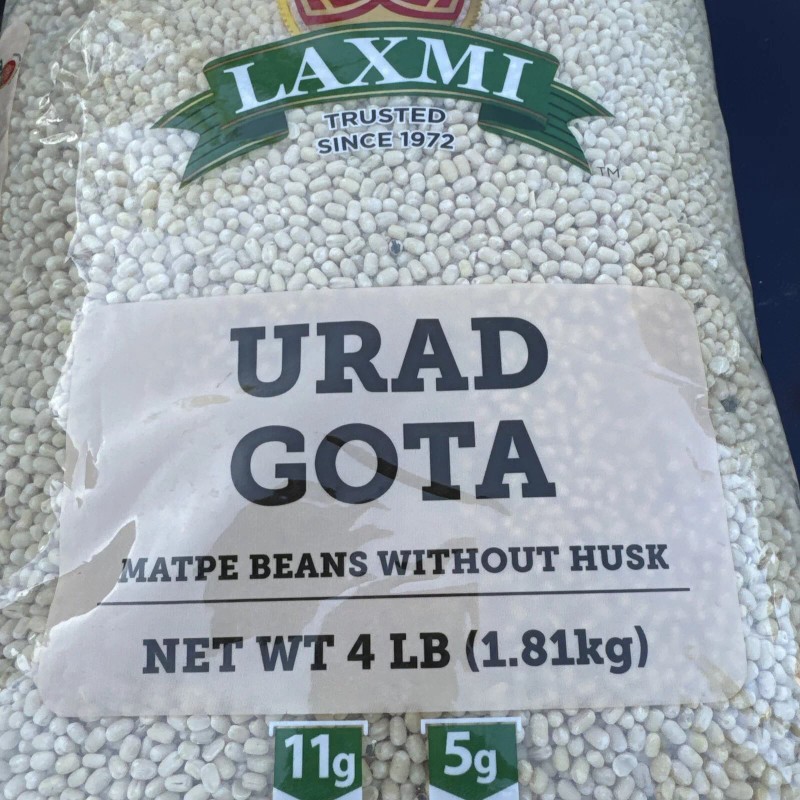 LAXMI
TRUSTED
SINCE 1972
TM
URAD
GOTA
MATPE BEANS WITHOUT HUSK
NET WT 4 LB (1.81kg)
11g 5g